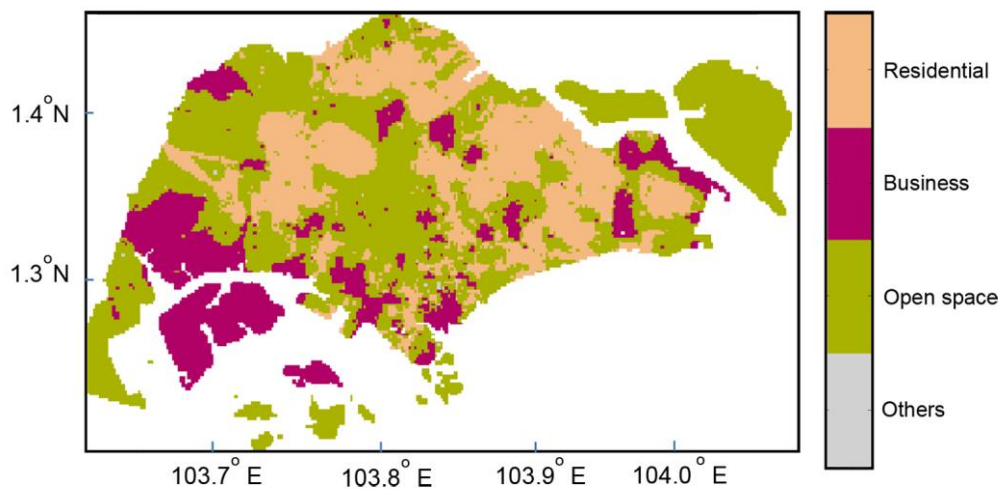 1.4°N
1.3°N
103.7° E
103.8° E
103.9° E
104.0° E
Residential
Business
Open space
Others